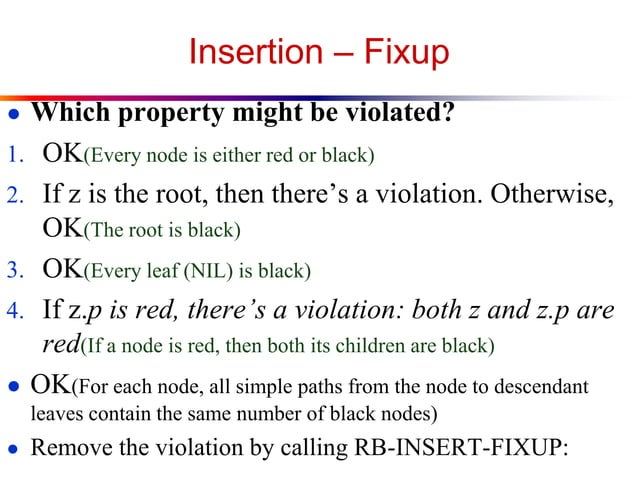 Insertion – Fixup
● Which property might be violated?
1. OK(Every node is either red or black)
2. If z is the root, then there’s a violation. Otherwise,
OK(The root is black)
3. OK(Every leaf (NIL) is black)
4. If z.p is red, there’s a violation: both z and z.p are
red(If a node is red, then both its children are black)
● OK(For each node, all simple paths from the node to descendant
leaves contain the same number of black nodes)
● Remove the violation by calling RB-INSERT-FIXUP: